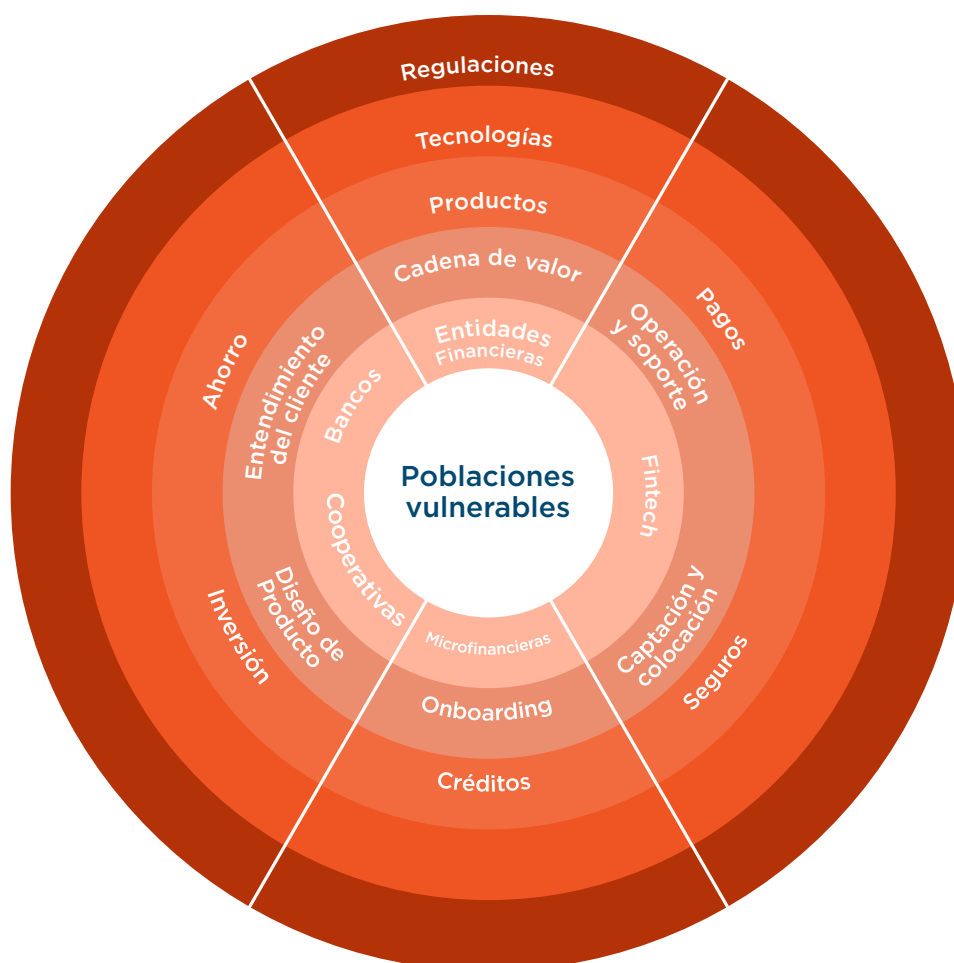 Regulaciones
Tecnologías
Productos
Cadena de valor
Entidades
Financieras
Pagos
Operación
y soporte
Ahorro
Entendimiento
del cliente
Bancos
Fintech
Poblaciones
vulnerables
Cooperativas
Diseño de
Producto
Inversión
Captación y
colocación
Seguros
Microfinancieras
Onboarding
Créditos